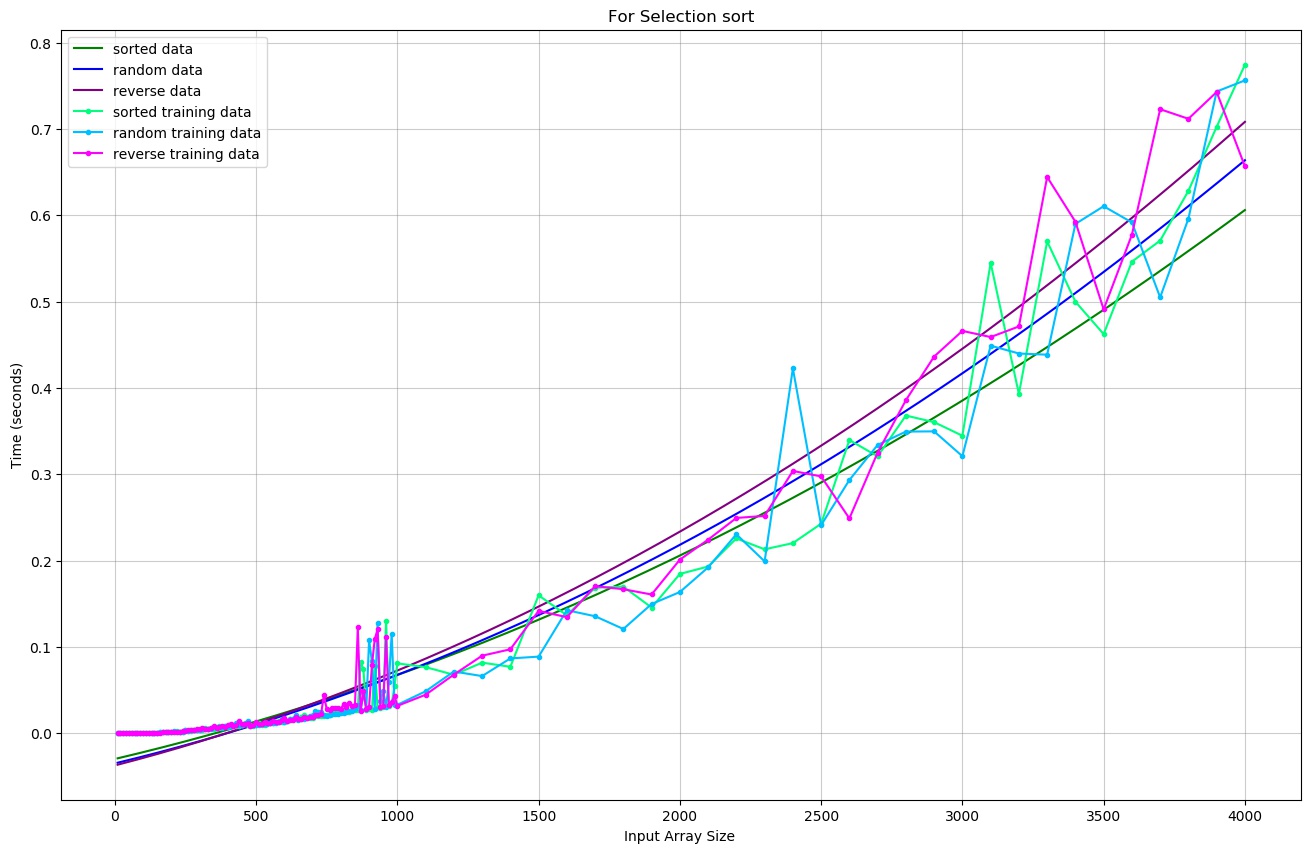 For Selection sort
sorted data
random data
reverse data
sorted training data
random training data
reverse training data
Time (seconds)
0.8
0.7
0.6
0.5
0.4
0.3
0.2
0.1
0.0
0 500 1000 1500 2000 2500 3000 3500 4000
Input Array Size